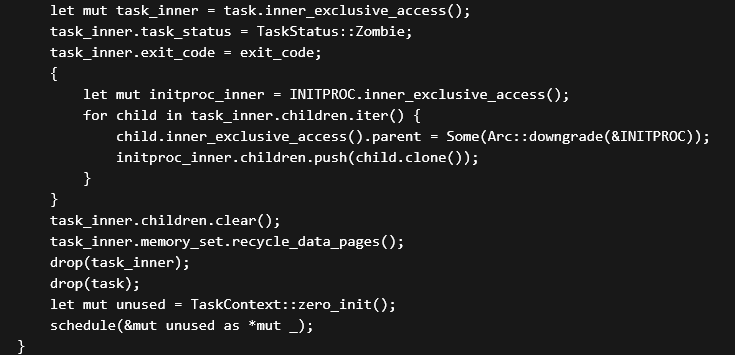 let mut task_inner = task.inner_exclusive_access();
task_inner.task_status = TaskStatus::Zombie;
task_inner.exit_code = exit_code;
{
let mut initproc_inner = INITPROC.inner_exclusive_access();
for child in task_inner.children.iter() {
child.inner_exclusive_access().parent = Some(Arc::downgrade(&INITPROC));
initproc_inner.children.push(child.clone());
}
}
task_inner.children.clear();
task_inner.memory_set.recycle_data_pages();
drop(task_inner);
drop(task);
let mut unused = TaskContext::zero_init();
schedule(&mut unused as *mut _);
}